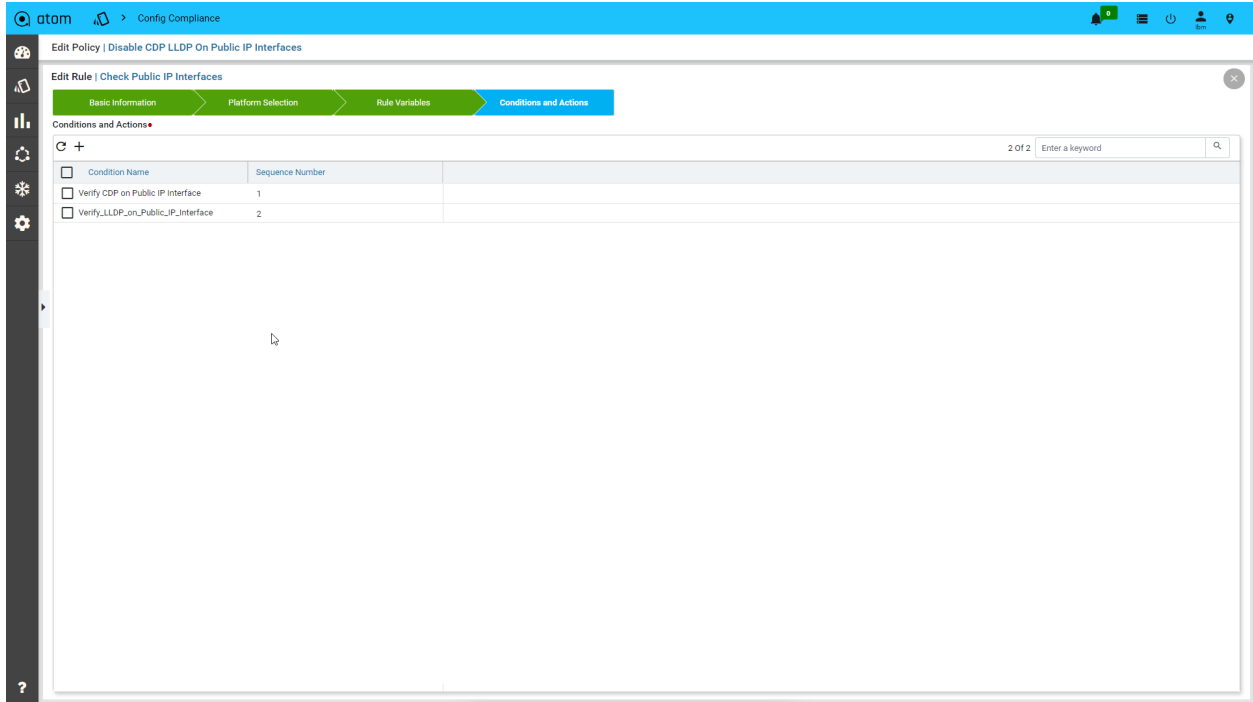 atom > Config Compliance
0
ibm
Edit Policy | Disable CDP LLDP On Public IP Interfaces
Edit Rule | Check Public IP Interfaces
Basic Information Platform Selection Rule Variables Conditions and Actions
Conditions and Actions
2 Of 2 Enter a keyword
Condition Name Sequence Number
Verify CDP on Public IP Interface 1
Verify_LLDP_on_Public_IP_Interface 2
?